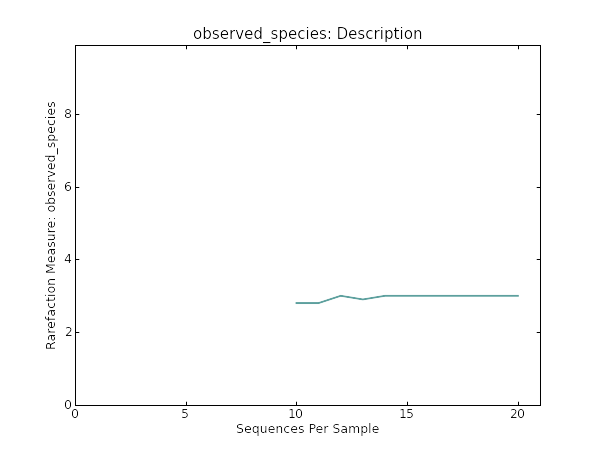 observed_species: Description
Rarefaction Measure: observed_species
8
6
4
2
0
0 5 10 15 20
Sequences Per Sample